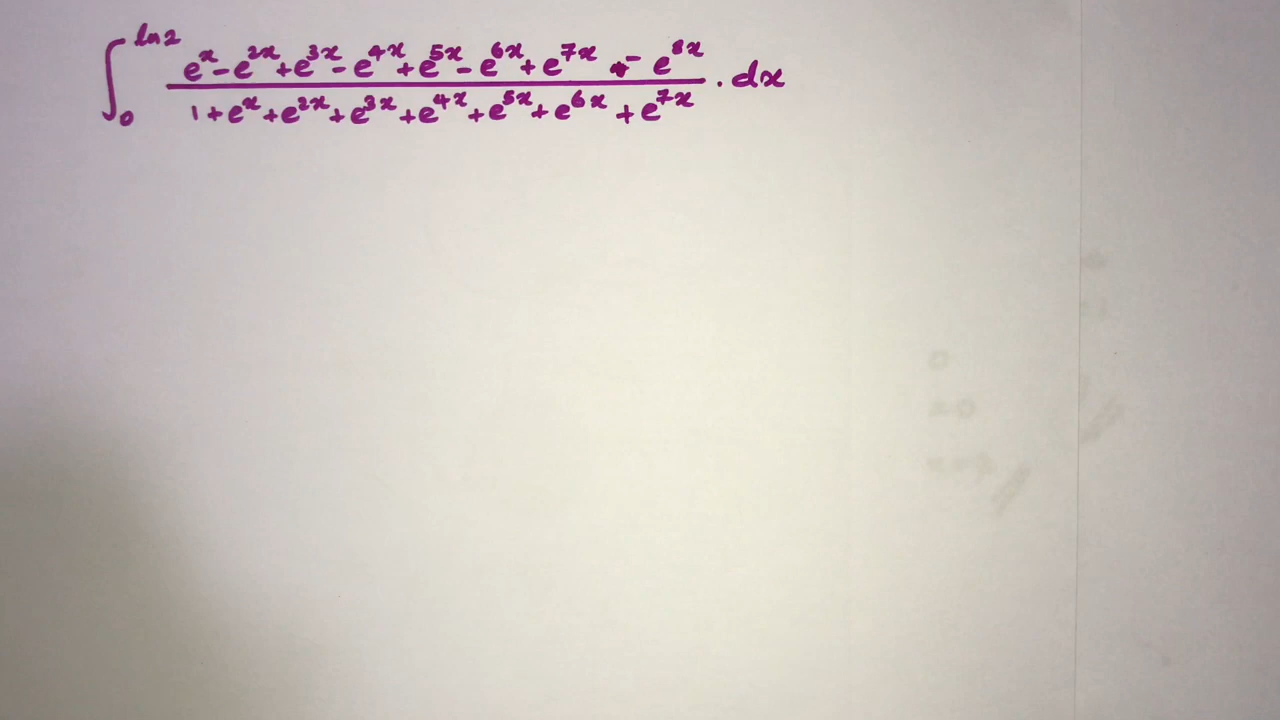 ∫₀^{ln2} (e^x - e^{2x} + e^{3x} - e^{4x} + e^{5x} - e^{6x} + e^{7x} - e^{8x}) / (1 + e^x + e^{2x} + e^{3x} + e^{4x} + e^{5x} + e^{6x} + e^{7x}) . dx